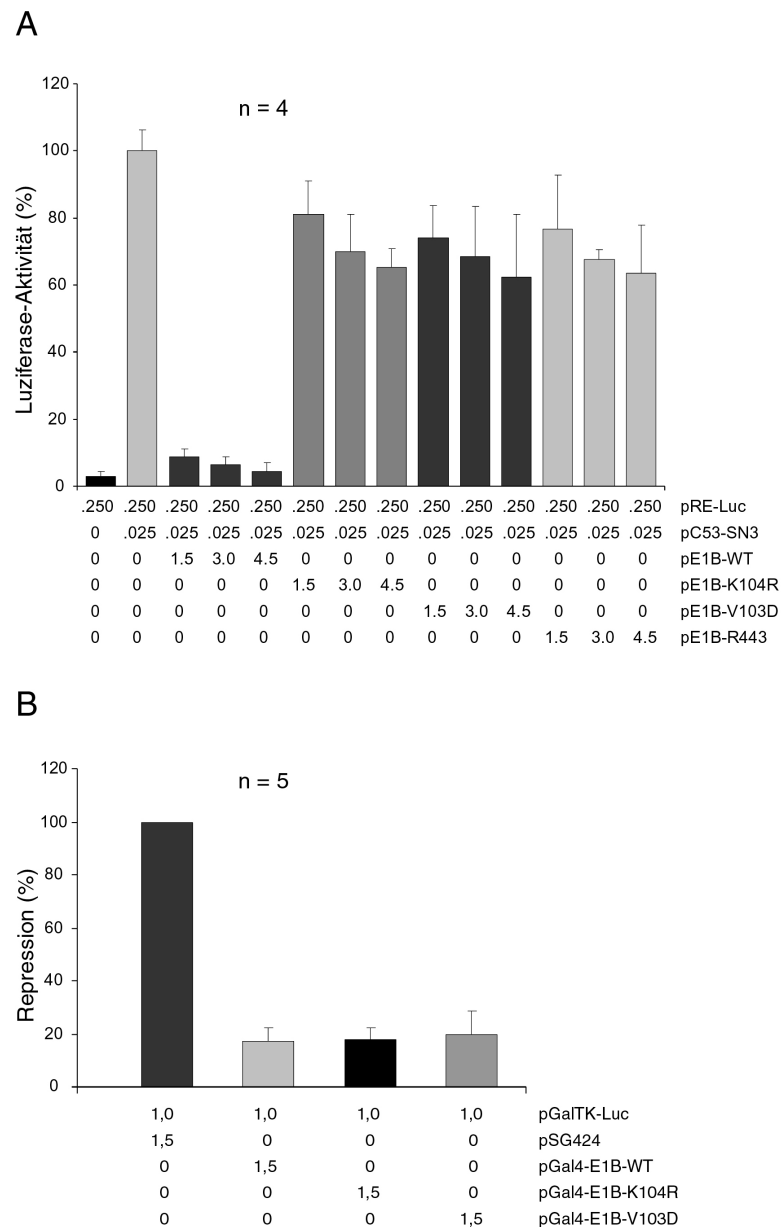 A
n = 4
Luziferase-Aktivität (%)
120
100
80
60
40
20
0
.250 .250 .250 .250 .250 .250 .250 .250 .250 .250 .250 .250 .250 .250 pRE-Luc
0 .025 .025 .025 .025 .025 .025 .025 .025 .025 .025 .025 .025 .025 pC53-SN3
0 0 1.5 3.0 4.5 0 0 0 0 0 0 0 0 0 pE1B-WT
0 0 0 0 0 1.5 3.0 4.5 0 0 0 0 0 0 pE1B-K104R
0 0 0 0 0 0 0 0 1.5 3.0 4.5 0 0 0 pE1B-V103D
0 0 0 0 0 0 0 0 0 0 0 1.5 3.0 4.5 pE1B-R443
B
n = 5
Repression (%)
120
100
80
60
40
20
0
1,0 1,0 1,0 1,0 pGalTK-Luc
1,5 0 0 0 pSG424
0 1,5 0 0 pGal4-E1B-WT
0 0 1,5 0 pGal4-E1B-K104R
0 0 0 1,5 pGal4-E1B-V103D